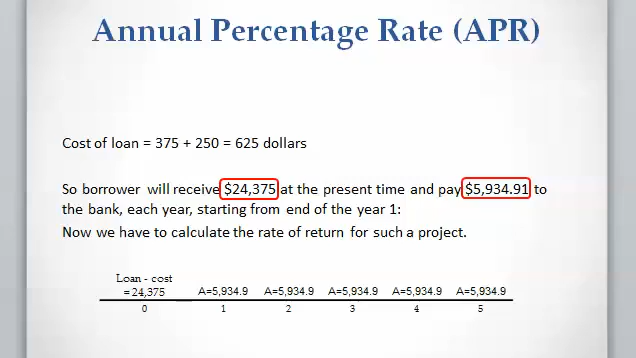 Annual Percentage Rate (APR)
Cost of loan = 375 + 250 = 625 dollars
So borrower will receive $24,375 at the present time and pay $5,934.91 to
the bank, each year, starting from end of the year 1:
Now we have to calculate the rate of return for such a project.
Loan - cost
=24,375 A=5,934.9 A=5,934.9 A=5,934.9 A=5,934.9 A=5,934.9
0 1 2 3 4 5